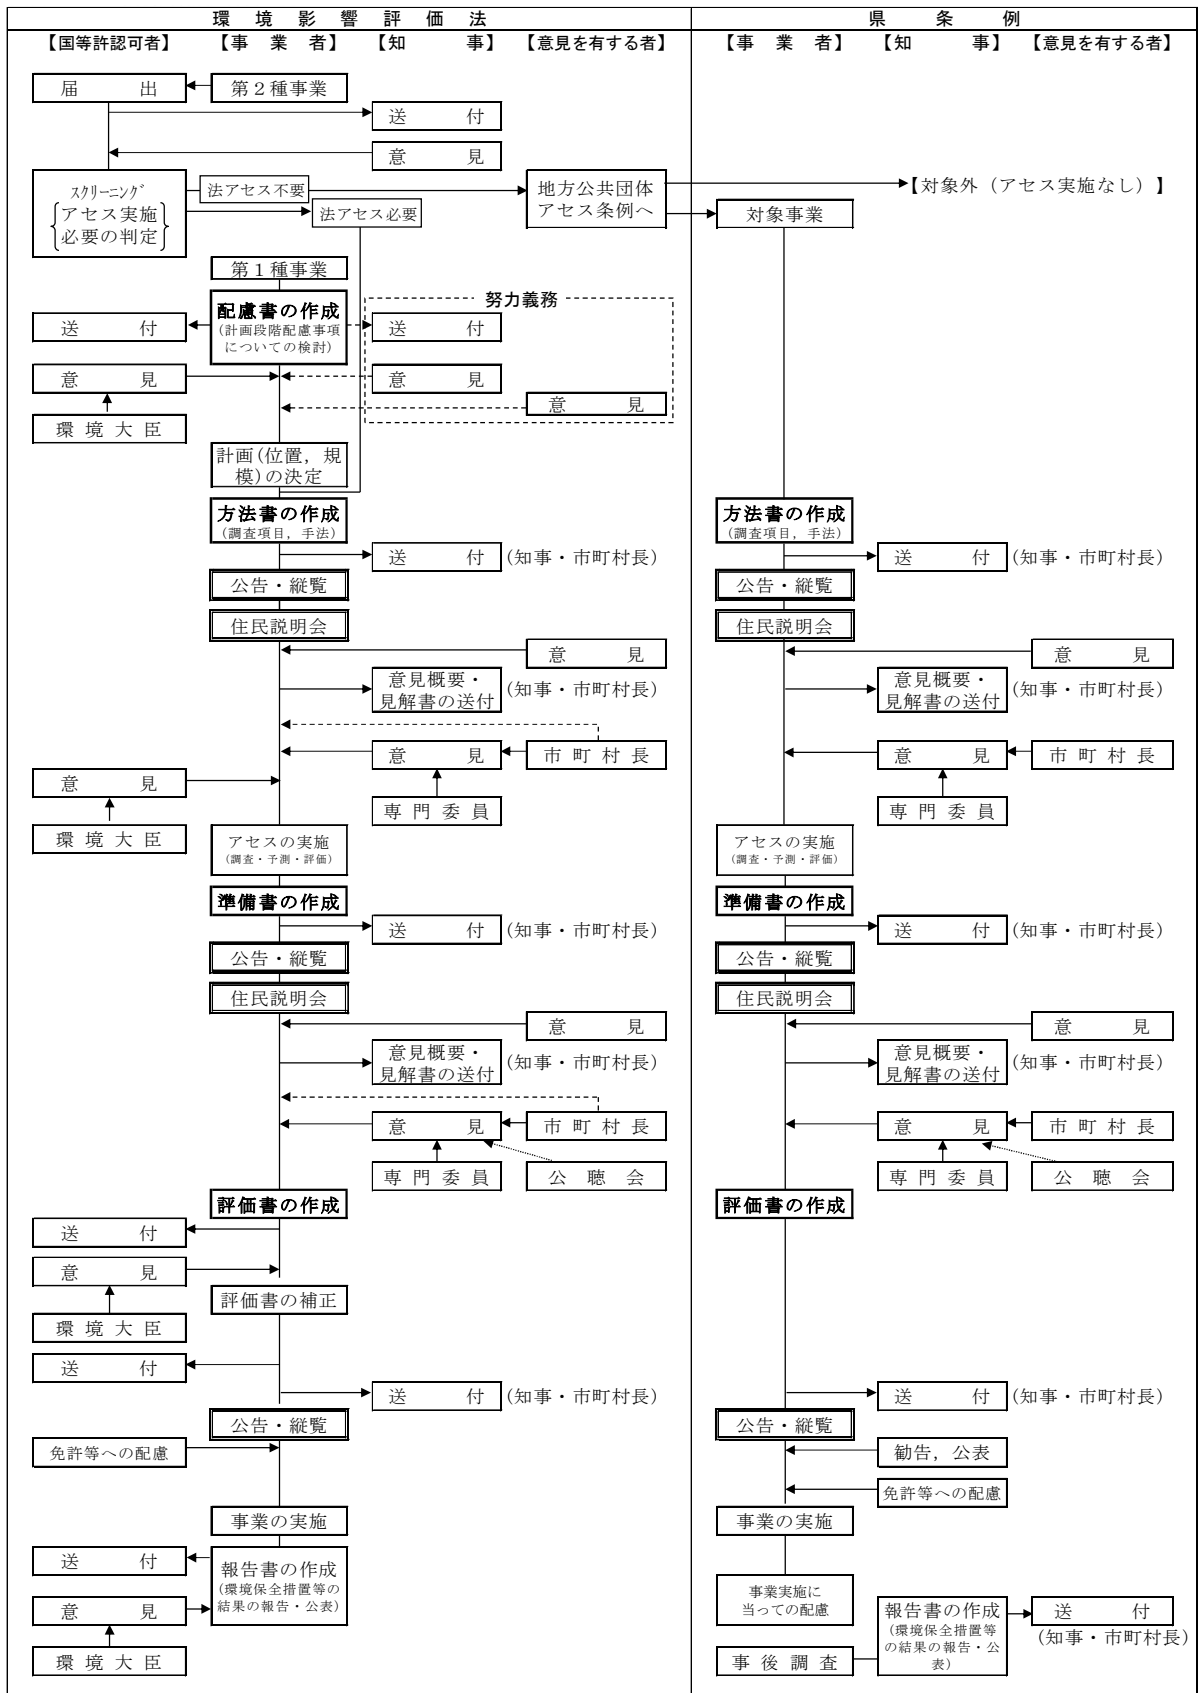 環境影響評価法
県条例
【国等許認可者】 【事業者】 【知事】 【意見を有する者】
【事業者】 【知事】 【意見を有する者】
届出
第２種事業
送付
意見
ｽｸﾘｰﾆﾝｸﾞ
アセス実施
必要の判定
法アセス不要
法アセス必要
地方公共団体
アセス条例へ
【対象外（アセス実施なし）】
対象事業
第１種事業
配慮書の作成
(計画段階配慮事項
についての検討)
努力義務
送付
送付
意見
意見
意見
環境大臣
計画(位置，規
模)の決定
方法書の作成
(調査項目，手法)
送付
(知事・市町村長)
公告・縦覧
住民説明会
意見
意見概要・
見解書の送付
(知事・市町村長)
意見
市町村長
意見
専門委員
環境大臣
アセスの実施
(調査・予測・評価)
準備書の作成
送付
(知事・市町村長)
公告・縦覧
住民説明会
意見
意見概要・
見解書の送付
(知事・市町村長)
意見
市町村長
専門委員
公聴会
評価書の作成
送付
意見
評価書の補正
環境大臣
送付
送付
(知事・市町村長)
公告・縦覧
免許等への配慮
事業の実施
送付
報告書の作成
(環境保全措置等の
結果の報告・公表)
意見
環境大臣
方法書の作成
(調査項目，手法)
送付
(知事・市町村長)
公告・縦覧
住民説明会
意見
意見概要・
見解書の送付
(知事・市町村長)
意見
市町村長
専門委員
アセスの実施
(調査・予測・評価)
準備書の作成
送付
(知事・市町村長)
公告・縦覧
住民説明会
意見
意見概要・
見解書の送付
(知事・市町村長)
意見
市町村長
専門委員
公聴会
評価書の作成
送付
(知事・市町村長)
公告・縦覧
勧告，公表
免許等への配慮
事業の実施
事業実施に
当っての配慮
報告書の作成
(環境保全措置等
の結果の報告・公
表)
送付
(知事・市町村長)
事後調査